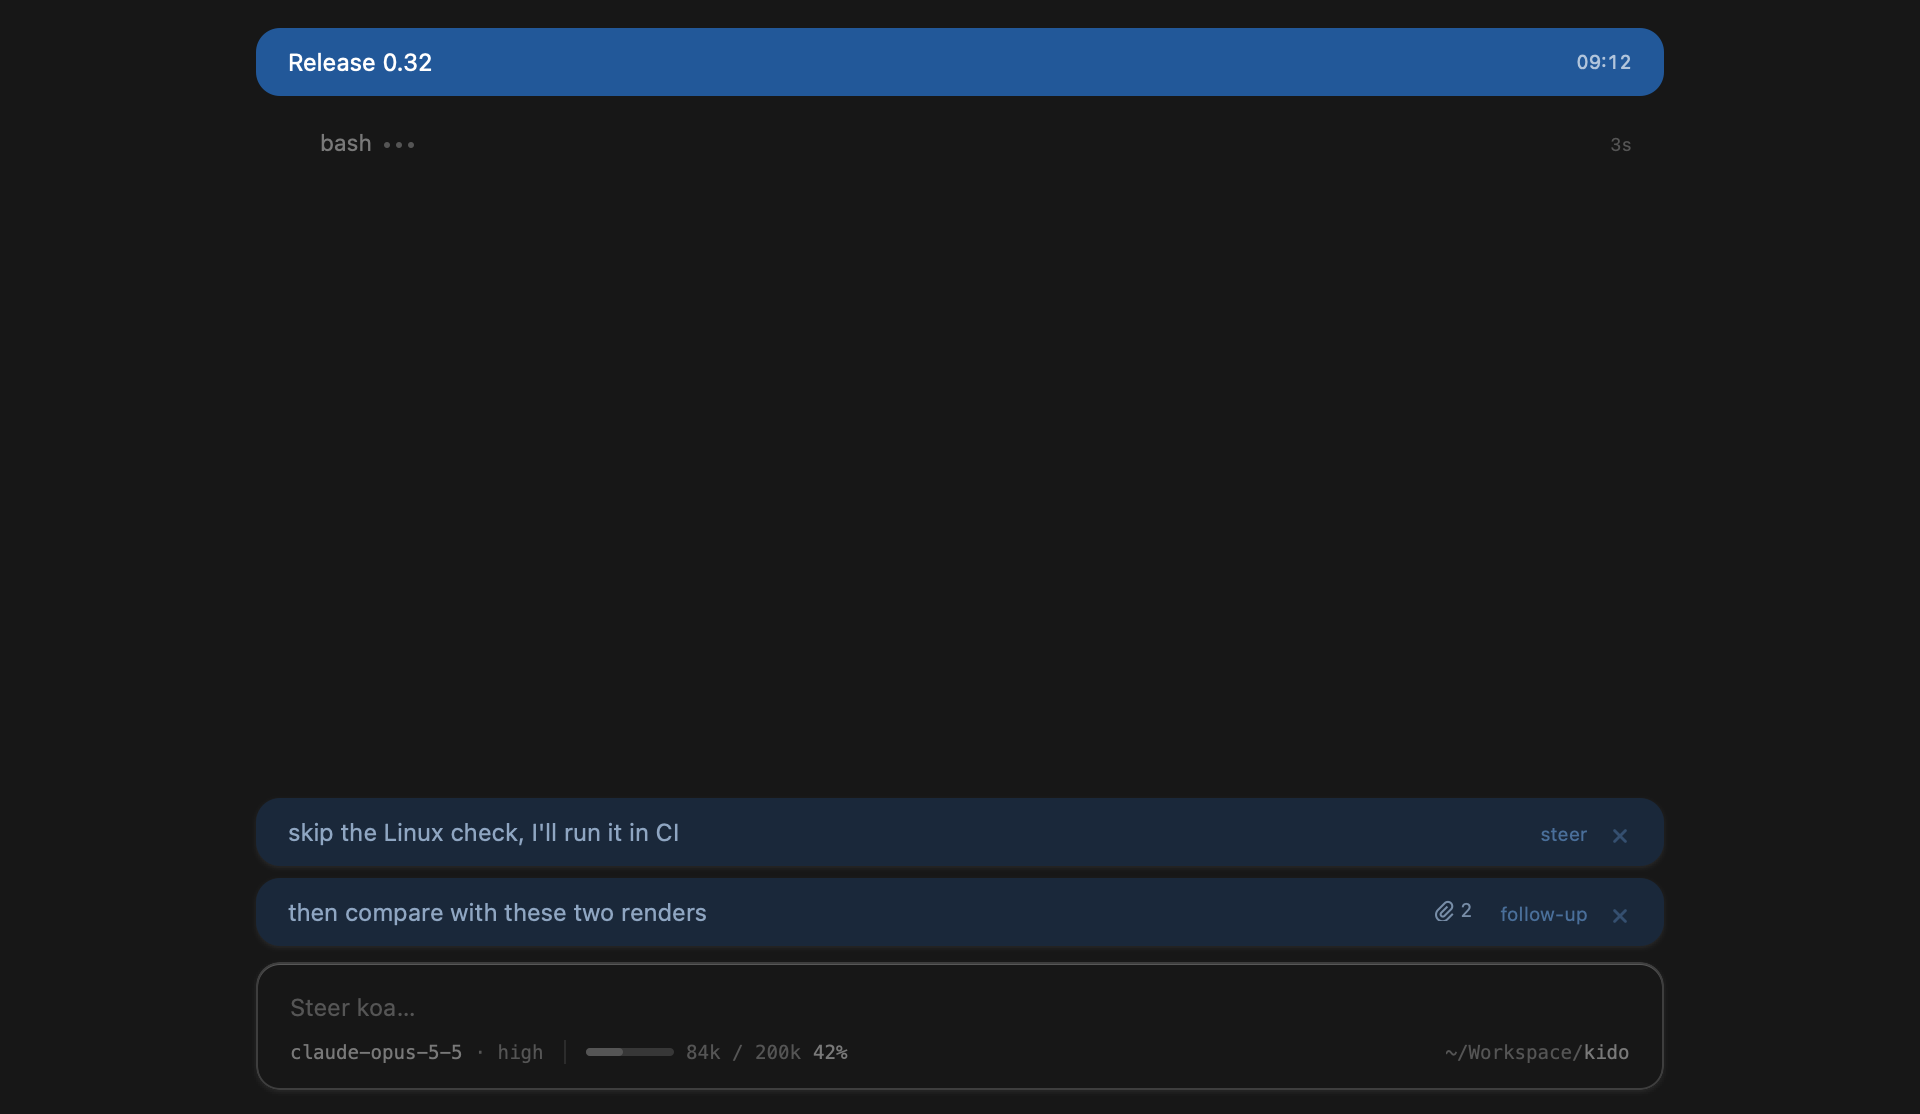 Release 0.32 09:12
bash ••• 3s
skip the Linux check, I'll run it in CI steer ×
then compare with these two renders 2 follow-up ×
Steer koa...
claude-opus-5-5 · high | 84k / 200k 42% ~/Workspace/kido